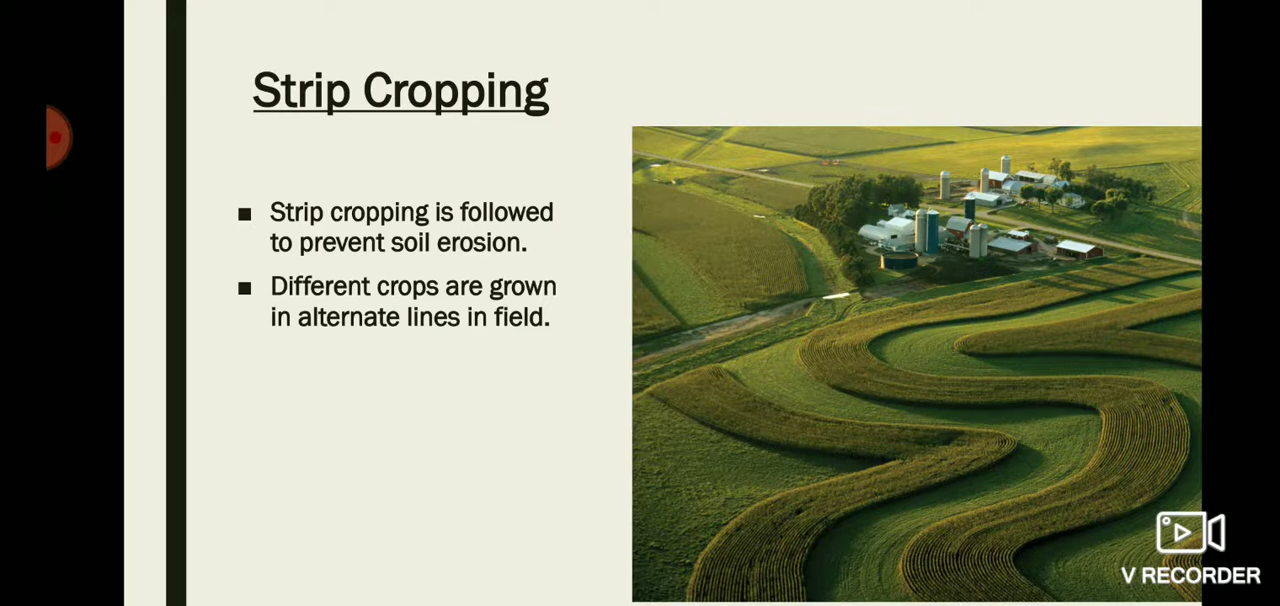 Strip Cropping
■ Strip cropping is followed
to prevent soil erosion.
■ Different crops are grown
in alternate lines in field.
V RECORDER